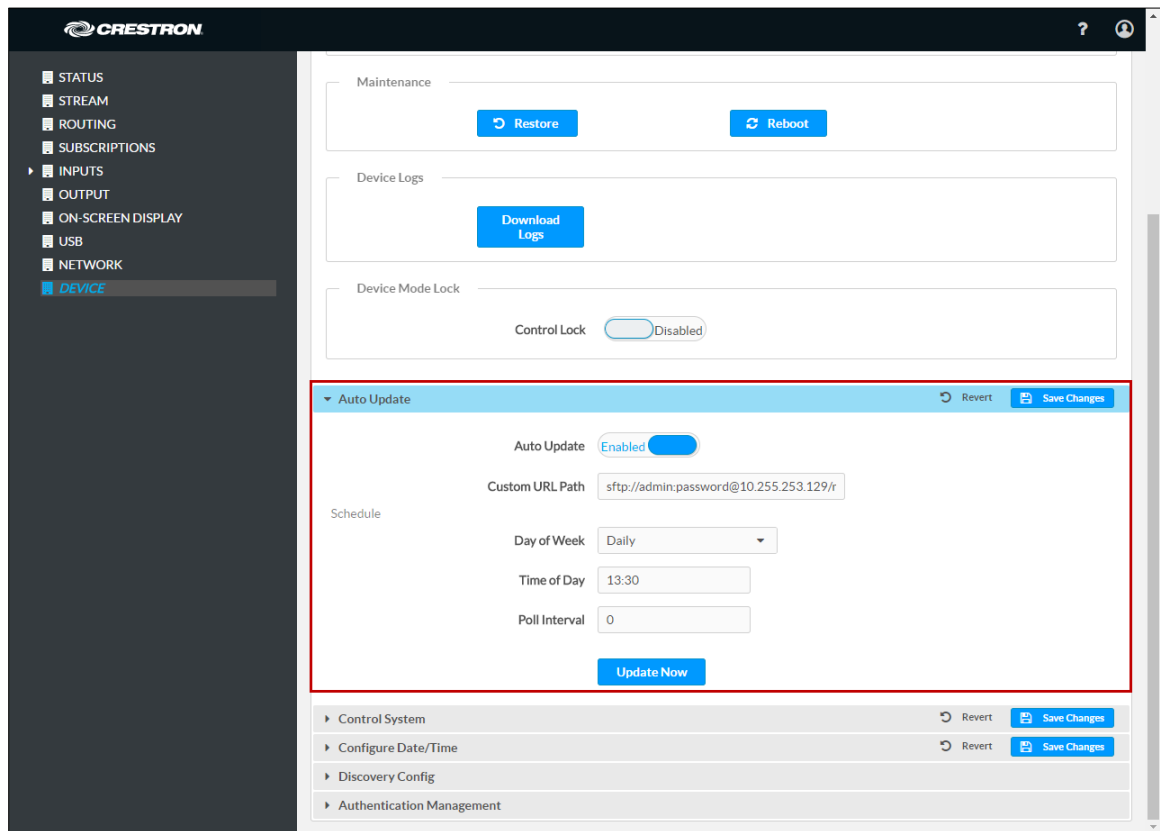 CRESTRON
?
STATUS
STREAM
ROUTING
SUBSCRIPTIONS
INPUTS
OUTPUT
ON-SCREEN DISPLAY
USB
NETWORK
DEVICE
Maintenance
Restore
Reboot
Device Logs
Download
Logs
Device Mode Lock
Control Lock Disabled
Auto Update Revert Save Changes
Auto Update Enabled
Custom URL Path sftp://admin:password@10.255.253.129/r
Schedule
Day of Week Daily
Time of Day 13:30
Poll Interval 0
Update Now
Control System Revert Save Changes
Configure Date/Time Revert Save Changes
Discovery Config
Authentication Management